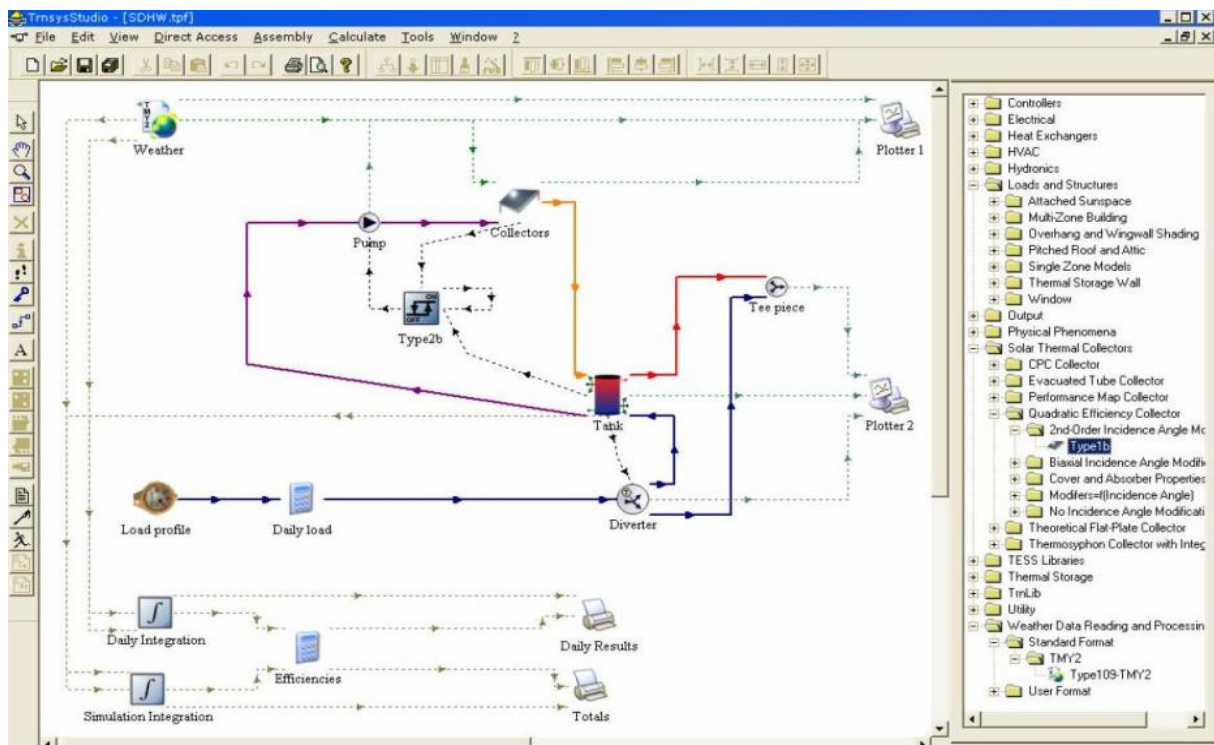 TrnsysStudio - [SDHW.tpf]
File Edit View Direct Access Assembly Calculate Tools Window ?
TMY2
Weather
Plotter 1
Pump
Collectors
ON
OFF
Type2b
Tee piece
Tank
Plotter 2
Load profile
Daily load
Diverter
Daily Integration
Efficiencies
Daily Results
Simulation Integration
Totals
Controllers
Electrical
Heat Exchangers
HVAC
Hydronics
Loads and Structures
Attached Sunspace
Multi-Zone Building
Overhang and Wingwall Shading
Pitched Roof and Attic
Single Zone Models
Thermal Storage Wall
Window
Output
Physical Phenomena
Solar Thermal Collectors
CPC Collector
Evacuated Tube Collector
Performance Map Collector
Quadratic Efficiency Collector
2nd-Order Incidence Angle Mo
Type1b
Biaxial Incidence Angle Modifi
Cover and Absorber Properties
Modifers=f(Incidence Angle)
No Incidence Angle Modificati
Theoretical Flat-Plate Collector
Thermosyphon Collector with Integ
TESS Libraries
Thermal Storage
TrnLib
Utility
Weather Data Reading and Processin
Standard Format
TMY2
Type109-TMY2
User Format